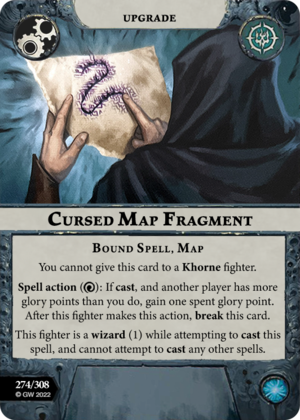 UPGRADE
CURSED MAP FRAGMENT
BOUND SPELL, MAP
You cannot give this card to a Khorne fighter.
Spell action (): If cast, and another player has more
glory points than you do, gain one spent glory point.
After this fighter makes this action, break this card.
This fighter is a wizard (1) while attempting to cast this
spell, and cannot attempt to cast any other spells.
274/308
© GW 2022